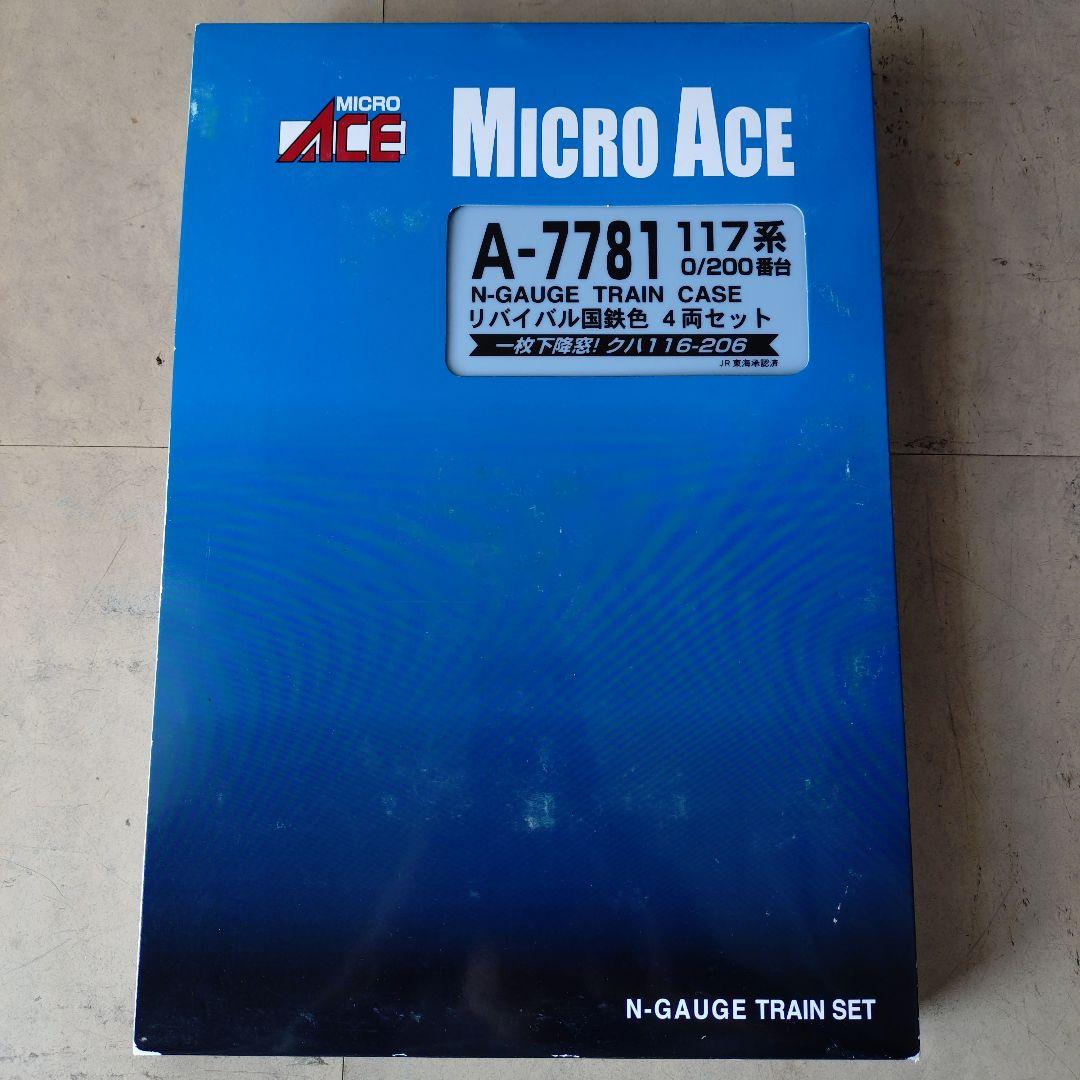 MICRO
ACE
MICRO ACE
A-7781 117系
0/200番台
N-GAUGE TRAIN CASE
リバイバル国鉄色 4両セット
一枚下降窓! クハ116-206
JR東海承認済
N-GAUGE TRAIN SET